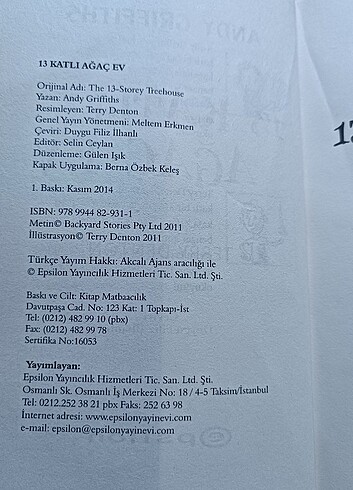 13 KATLI AĞAÇ EV
Orijinal Adı: The 13-Storey Treehouse
Yazan: Andy Griffiths
Resimleyen: Terry Denton
Genel Yayın Yönetmeni: Meltem Erkmen
Çeviri: Duygu Filiz İlhanlı
Editör: Selin Ceylan
Düzenleme: Gülen Işık
Kapak Uygulama: Berna Özbek Keleş
1. Baskı: Kasım 2014
ISBN: 978 9944 82-931-1
Metin© Backyard Stories Pty Ltd 2011
İllüstrasyon© Terry Denton 2011
Türkçe Yayım Hakkı: Akcalı Ajans aracılığı ile
© Epsilon Yayıncılık Hizmetleri Tic. San. Ltd. Şti.
Baskı ve Cilt: Kitap Matbaacılık
Davutpaşa Cad. No: 123 Kat: 1 Topkapı-İst
Tel: (0212) 482 99 10 (pbx)
Fax: (0212) 482 99 78
Sertifika No:16053
Yayımlayan:
Epsilon Yayıncılık Hizmetleri Tic. San. Ltd. Şti.
Osmanlı Sk. Osmanlı İş Merkezi No: 18 / 4-5 Taksim/İstanbul
Tel: 0212.252 38 21 pbx Faks: 252 63 98
İnternet adresi: www.epsilonyayinevi.com
e-mail: epsilon@epsilonyayinevi.com